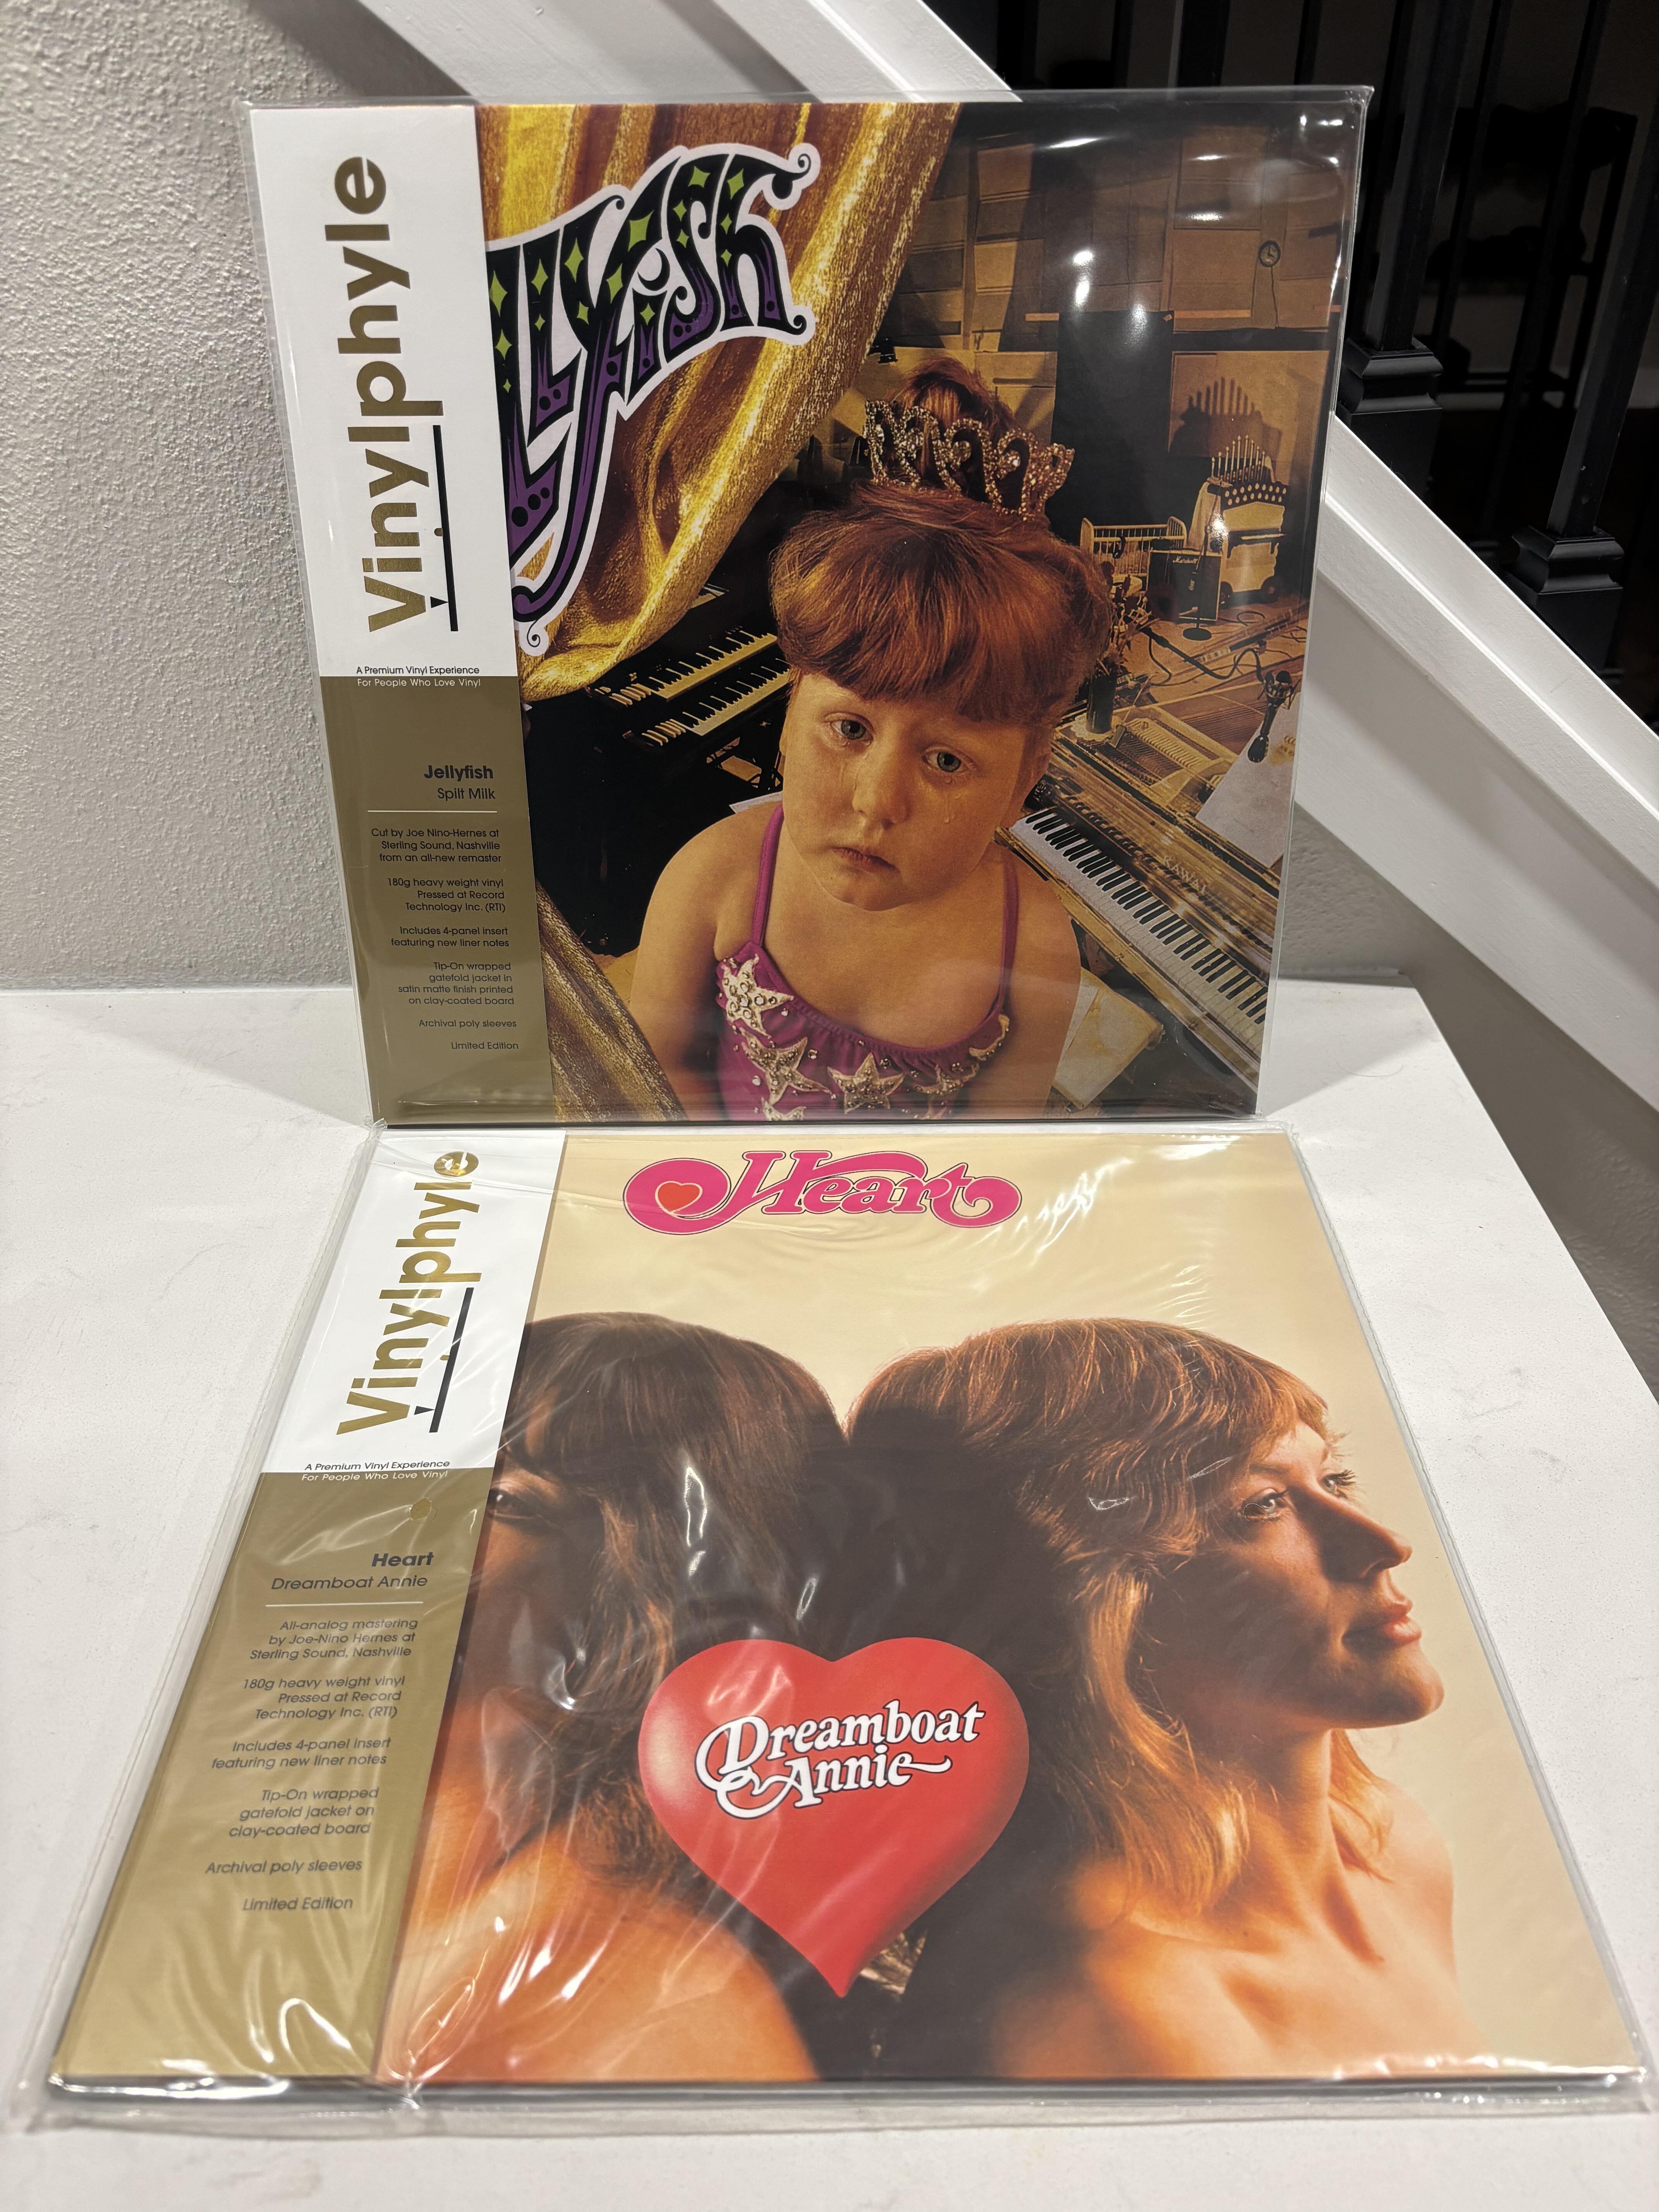 Vinylphyle
A Premium Vinyl Experience
For People Who Love Vinyl
Jellyfish
Spilt Milk
Cut by Joe Nino-Hernes at
Sterling Sound, Nashville
from an all-new remaster
180g heavy weight vinyl
Pressed at Record
Technology Inc. (RTI)
Includes 4-panel insert
featuring new liner notes
Tip-On wrapped
gatefold jacket in
satin matte finish printed
on clay-coated board
Archival poly sleeves
Limited Edition
LLYfiSh
Marshall
KAWAI
Vinylphyle
A Premium Vinyl Experience
For People Who Love Vinyl
Heart
Dreamboat Annie
All-analog mastering
by Joe-Nino Hernes at
Sterling Sound, Nashville
180g heavy weight vinyl
Pressed at Record
Technology Inc. (RTI)
Includes 4-panel insert
featuring new liner notes
Tip-On wrapped
gatefold jacket on
clay-coated board
Archival poly sleeves
Limited Edition
Heart
Dreamboat
Annie